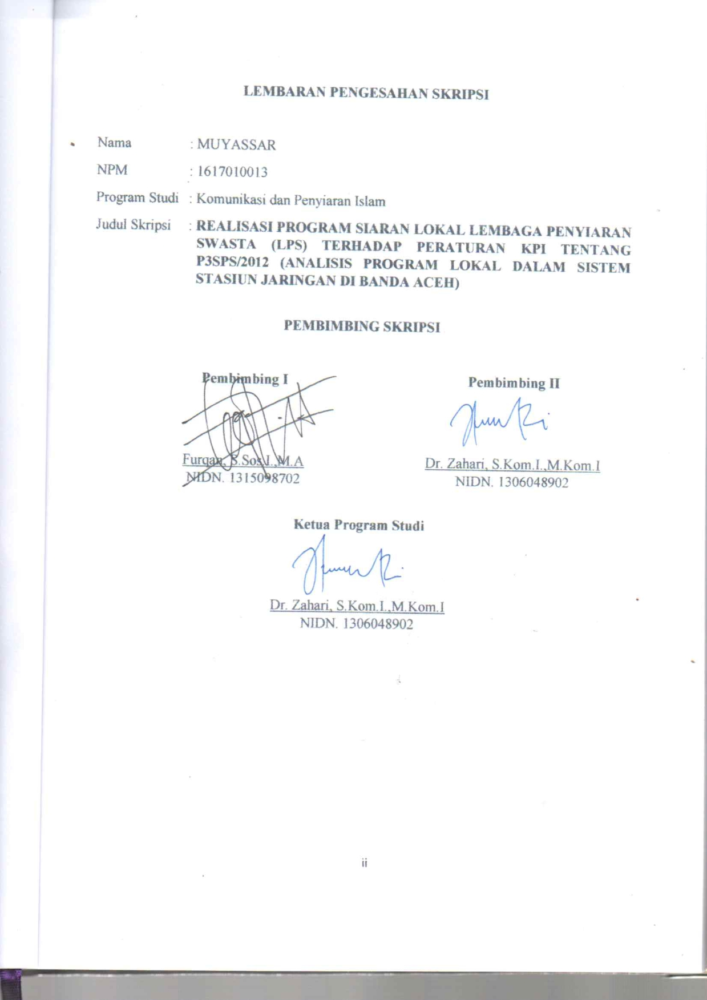 LEMBARAN PENGESAHAN SKRIPSI
Nama : MUYASSAR
NPM : 1617010013
Program Studi : Komunikasi dan Penyiaran Islam
Judul Skripsi : REALISASI PROGRAM SIARAN LOKAL LEMBAGA PENYIARAN
SWASTA (LPS) TERHADAP PERATURAN KPI TENTANG
P3SPS/2012 (ANALISIS PROGRAM LOKAL DALAM SISTEM
STASIUN JARINGAN DI BANDA ACEH)
PEMBIMBING SKRIPSI
Pembimbing I
Furqan, S.Sos.I.,M.A
NIDN. 1315098702
Pembimbing II
Dr. Zahari, S.Kom.I.,M.Kom.I
NIDN. 1306048902
Ketua Program Studi
Dr. Zahari, S.Kom.I.,M.Kom.I
NIDN. 1306048902
ii